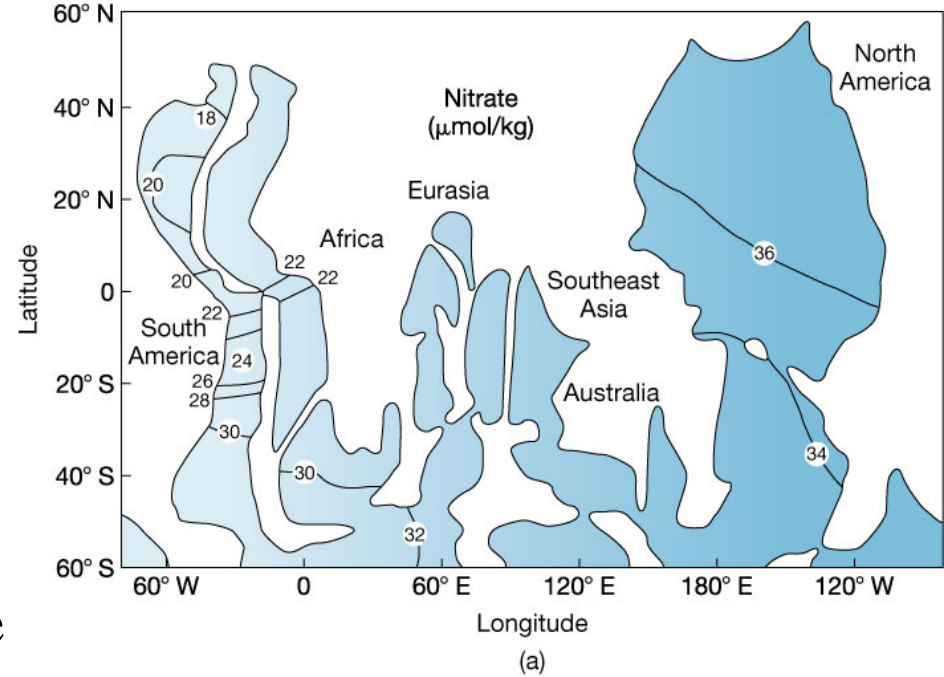 60° N
North
America
Nitrate
(µmol/kg)
40° N
18
20
20° N
Eurasia
Africa
36
22
22
20
0
Latitude
Southeast
Asia
22
South
America
24
26
28
20° S
Australia
30
30
34
40° S
32
60° S
60° W
0
60° E
120° E
180° E
120° W
Longitude
(a)
e